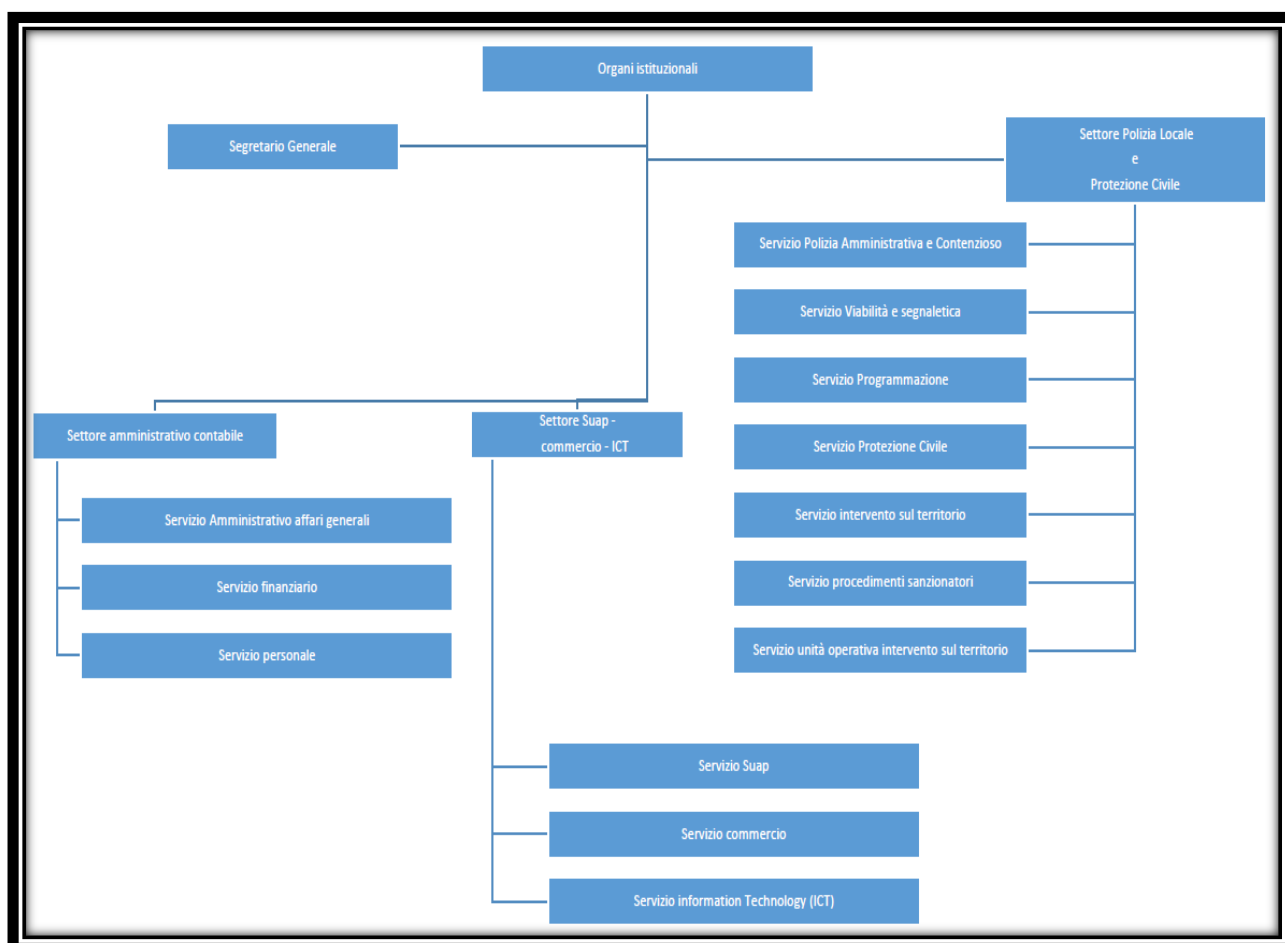 Organi istituzionali
Segretario Generale
Settore Polizia Locale
e
Protezione Civile
Servizio Polizia Amministrativa e Contenzioso
Servizio Viabilità e segnaletica
Servizio Programmazione
Servizio Protezione Civile
Servizio intervento sul territorio
Servizio procedimenti sanzionatori
Servizio unità operativa intervento sul territorio
Settore amministrativo contabile
Servizio Amministrativo affari generali
Servizio finanziario
Servizio personale
Settore Suap -
commercio - ICT
Servizio Suap
Servizio commercio
Servizio information Technology (ICT)